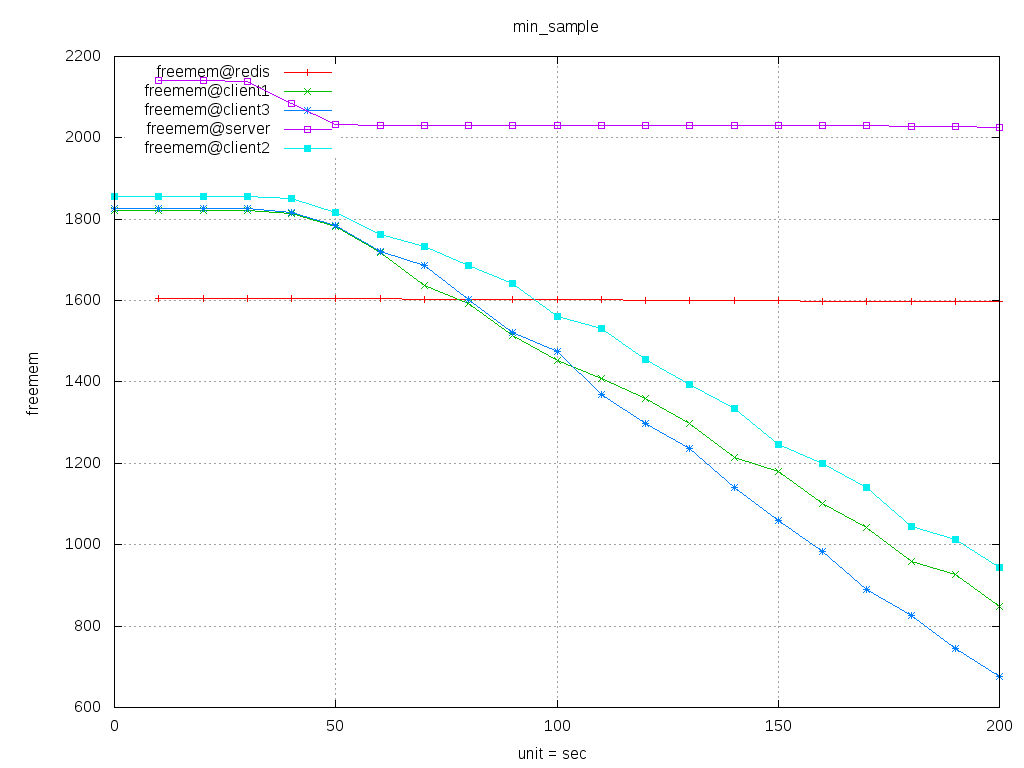 min_sample
2200
2000
1800
1600
1400
1200
1000
800
600
freemem
freemem@redis
freemem@client1
freemem@client3
freemem@server
freemem@client2
0 50 100 150 200
unit = sec